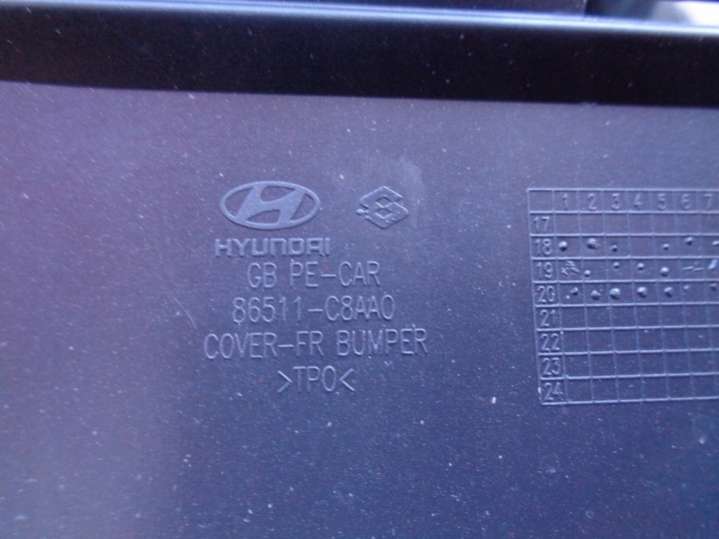 HYUNDAI
GB PE-CAR
86511-C8AA0
COVER-FR BUMPER
>TPO<
1 2 3 4 5 6 7
17
18
19
20
21
22
23
24